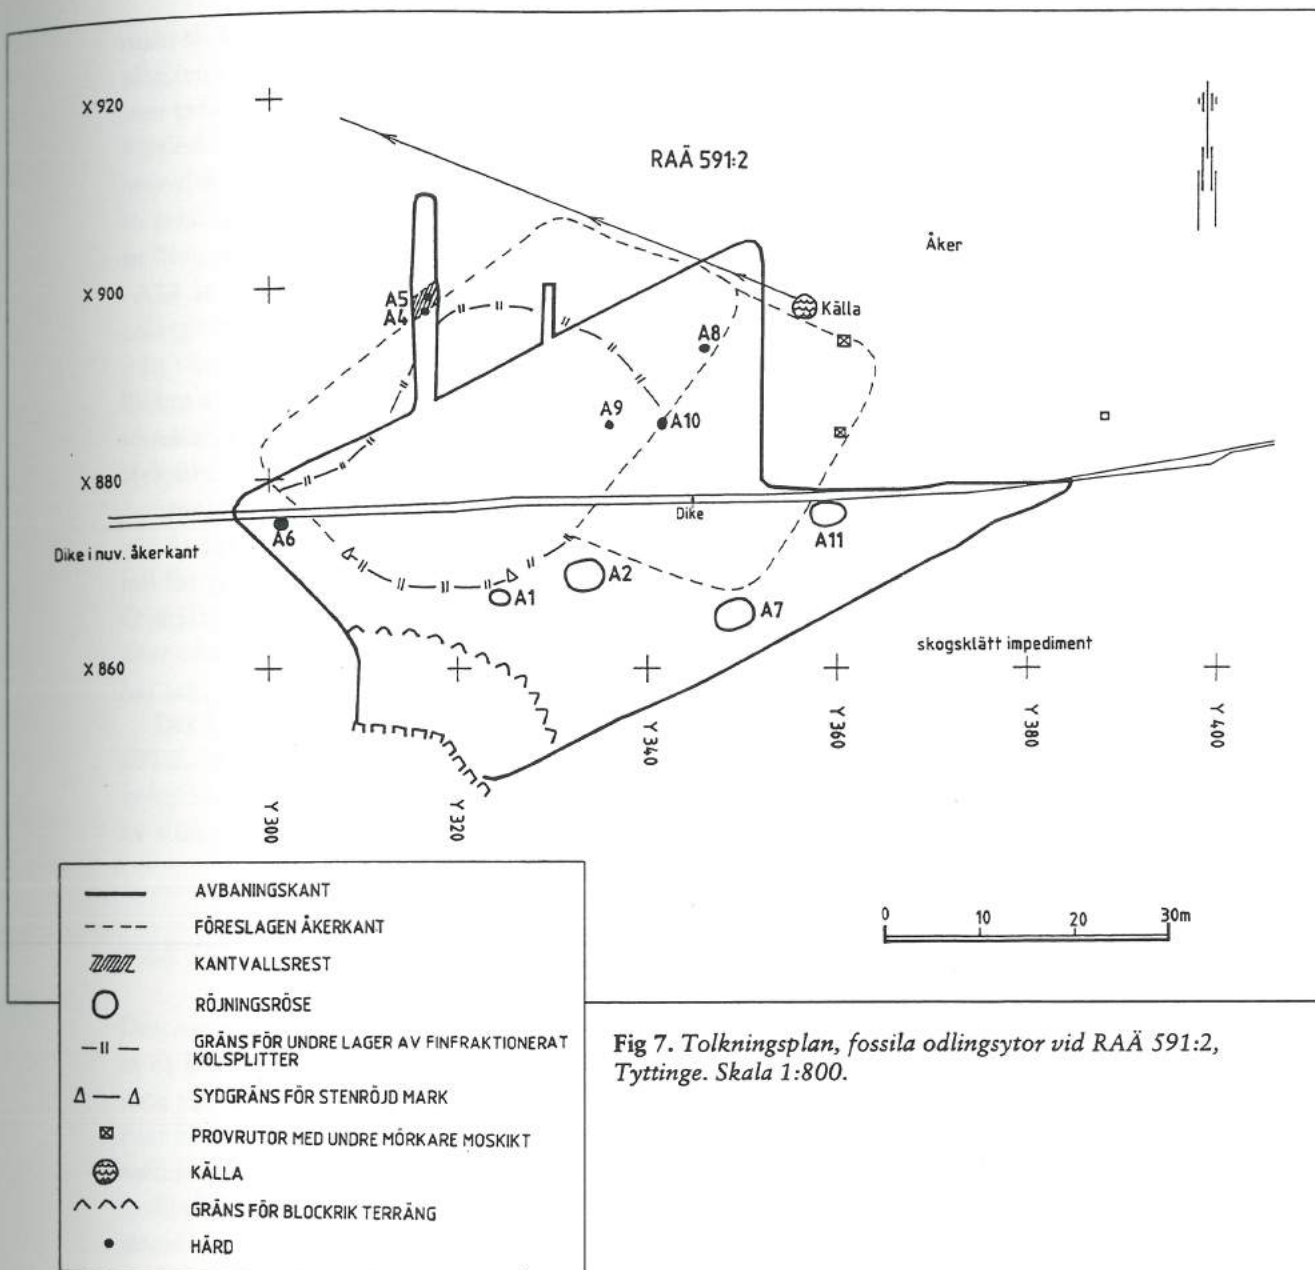 X 920
RAÄ 591:2
Åker
X 900
A5
A4
Källa
A8
A9
A10
X 880
Dike
A6
A11
Dike i nuv. åkerkant
A2
A1
A7
skogsklätt impediment
X 860
Y 300
Y 320
Y 340
Y 360
Y 380
Y 400
AVBANINGSKANT
FÖRESLAGEN ÅKERKANT
KANTVALLSREST
RÖJNINGSRÖSE
GRÄNS FÖR UNDRE LAGER AV FINFRAKTIONERAT
KOLSPLITTER
SYDGRÄNS FÖR STENRÖJD MARK
PROVRUTOR MED UNDRE MÖRKARE MOSKIKT
KÄLLA
GRÄNS FÖR BLOCKRIK TERRÄNG
HÄRD
0 10 20 30m
Fig 7. Tolkningsplan, fossila odlingsytor vid RAÄ 591:2,
Tyttinge. Skala 1:800.